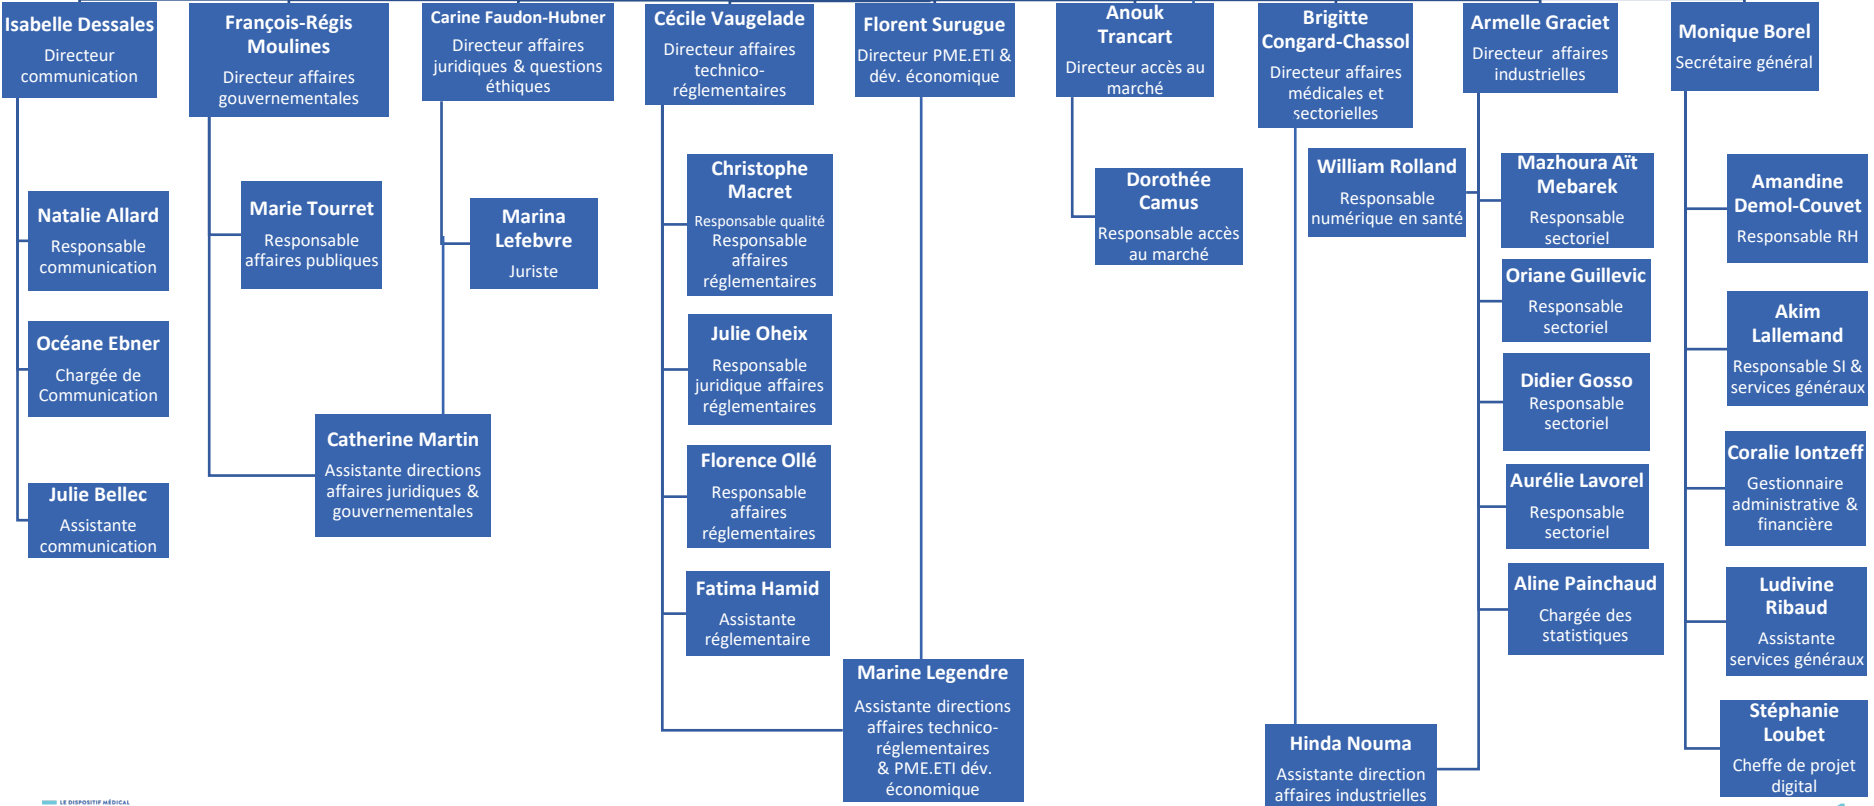 Isabelle Dessales
Directeur
communication
François-Régis
Moulines
Directeur affaires
gouvernementales
Carine Faudon-Hubner
Directeur affaires
juridiques & questions
éthiques
Cécile Vaugelade
Directeur affaires
technico-
réglementaires
Florent Surugue
Directeur PME.ETI &
dév. économique
Anouk
Trancart
Directeur accès au
marché
Brigitte
Congard-Chassol
Directeur affaires
médicales et
sectorielles
Armelle Graciet
Directeur affaires
industrielles
Monique Borel
Secrétaire général
Natalie Allard
Responsable
communication
Océane Ebner
Chargée de
Communication
Julie Bellec
Assistante
communication
Marie Tourret
Responsable
affaires publiques
Catherine Martin
Assistante directions
affaires juridiques &
gouvernementales
Marina
Lefebvre
Juriste
Christophe
Macret
Responsable qualité
Responsable
affaires
réglementaires
Julie Oheix
Responsable
juridique affaires
réglementaires
Florence Ollé
Responsable
affaires
réglementaires
Fatima Hamid
Assistante
réglementaire
Marine Legendre
Assistante directions
affaires technico-
réglementaires
& PME.ETI dév.
économique
Dorothée
Camus
Responsable accès
au marché
William Rolland
Responsable
numérique en santé
Hinda Nouma
Assistante direction
affaires industrielles
Mazhoura Aït
Mebarek
Responsable
sectoriel
Oriane Guillevic
Responsable
sectoriel
Didier Gosso
Responsable
sectoriel
Aurélie Lavorel
Responsable
sectoriel
Aline Painchaud
Chargée des
statistiques
Amandine
Demol-Couvet
Responsable RH
Akim
Lallemand
Responsable SI &
services généraux
Coralie Iontzeff
Gestionnaire
administrative &
financière
Ludivine
Ribaud
Assistante
services généraux
Stéphanie
Loubet
Cheffe de projet
digital
LE DISPOSITIF MÉDICAL